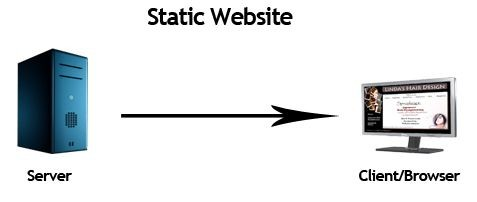 Static Website
LINDA'S HAIR DESIGN
Server
Client/Browser